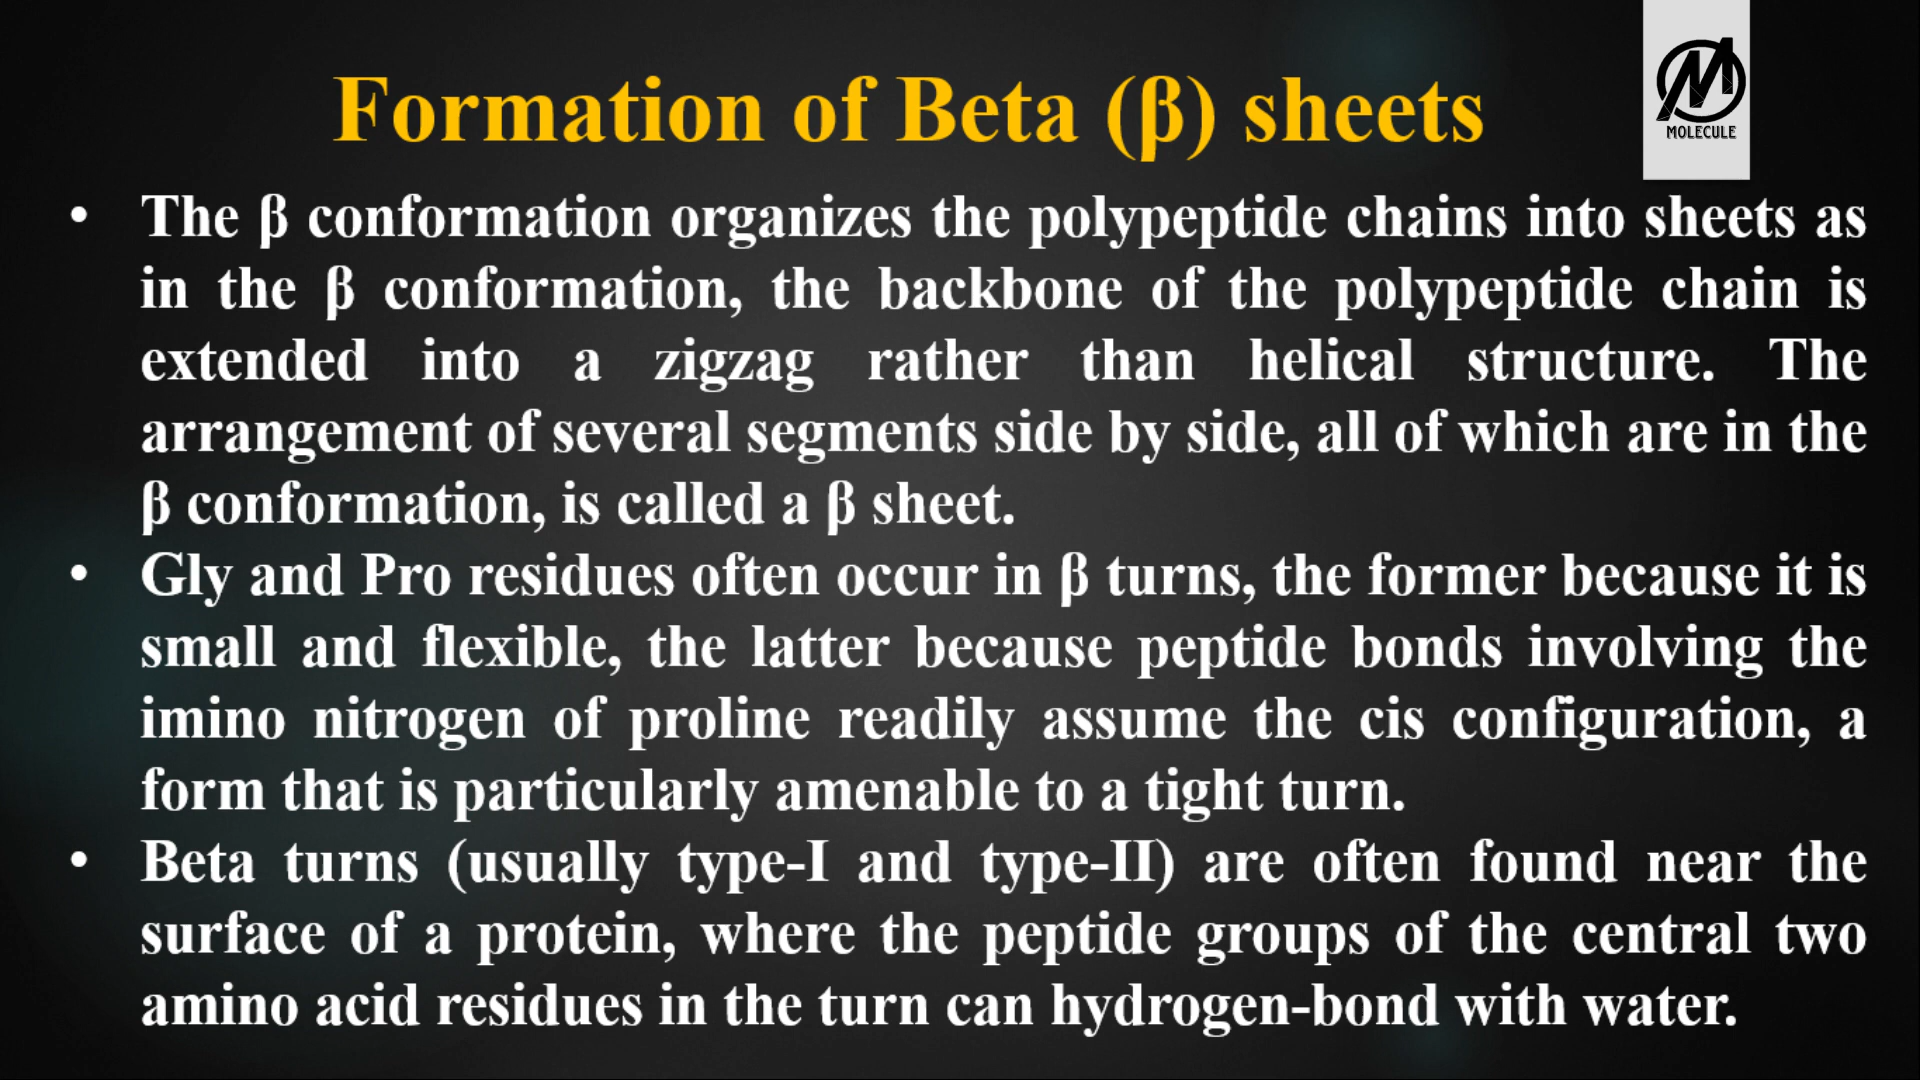 Formation of Beta (β) sheets
MOLECULE
• The β conformation organizes the polypeptide chains into sheets as
in the β conformation, the backbone of the polypeptide chain is
extended into a zigzag rather than helical structure. The
arrangement of several segments side by side, all of which are in the
β conformation, is called a β sheet.
• Gly and Pro residues often occur in β turns, the former because it is
small and flexible, the latter because peptide bonds involving the
imino nitrogen of proline readily assume the cis configuration, a
form that is particularly amenable to a tight turn.
• Beta turns (usually type-I and type-II) are often found near the
surface of a protein, where the peptide groups of the central two
amino acid residues in the turn can hydrogen-bond with water.